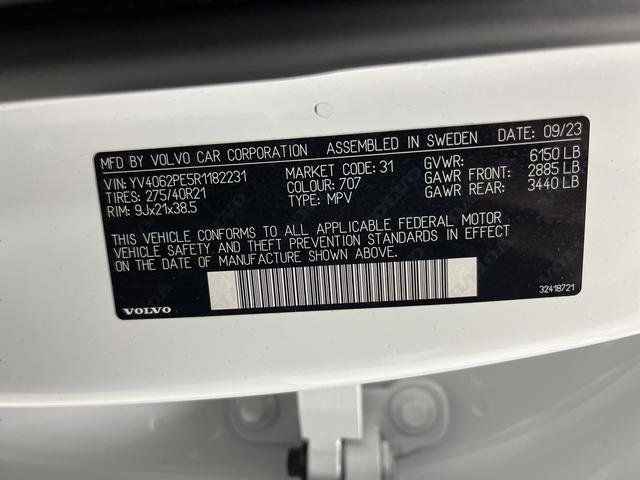 MFD BY VOLVO CAR CORPORATION ASSEMBLED IN SWEDEN DATE: 09/23
VIN: YV4062PE5R1182231 MARKET CODE: 31 GVWR: 6150 LB
TIRES: 275/40R21 COLOUR: 707 GAWR FRONT: 2885 LB
RIM: 9Jx21x38.5 TYPE: MPV GAWR REAR: 3440 LB
THIS VEHICLE CONFORMS TO ALL APPLICABLE FEDERAL MOTOR
VEHICLE SAFETY AND THEFT PREVENTION STANDARDS IN EFFECT
ON THE DATE OF MANUFACTURE SHOWN ABOVE.
VOLVO 32418721